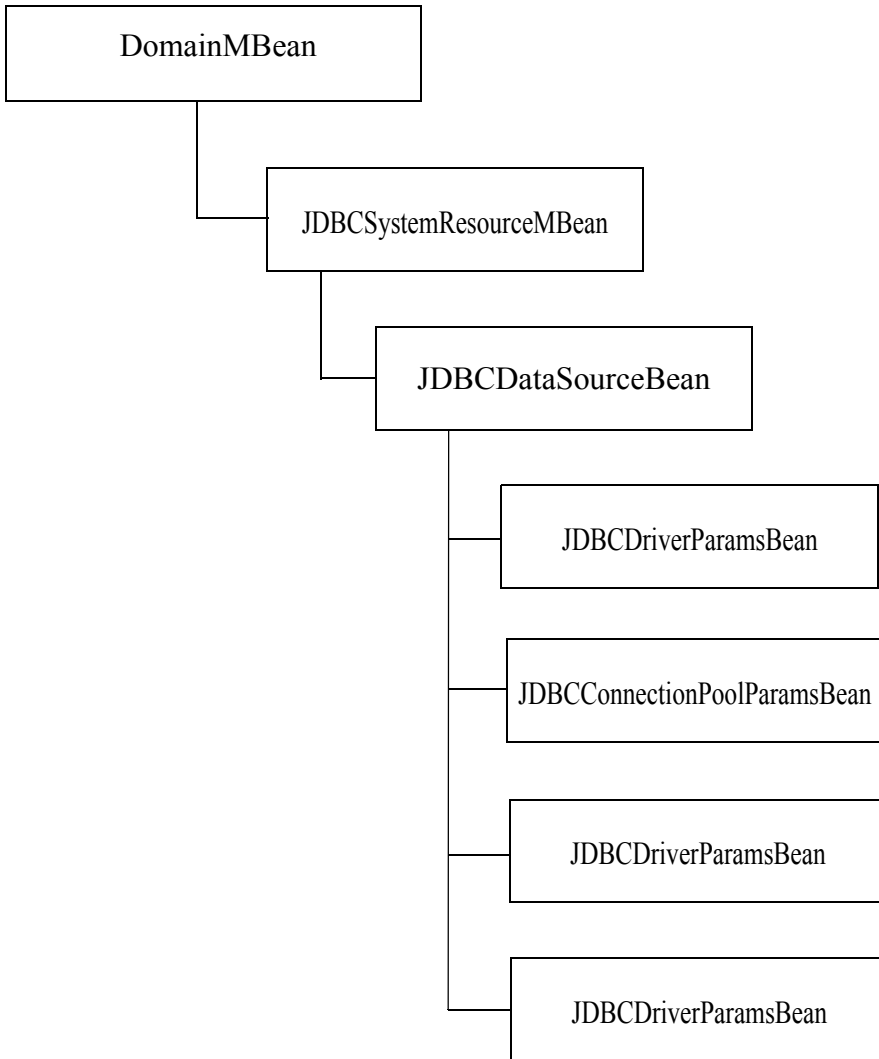 DomainMBean
JDBCSystemResourceMBean
JDBCDataSourceBean
JDBCDriverParamsBean
JDBCConnectionPoolParamsBean
JDBCDriverParamsBean
JDBCDriverParamsBean